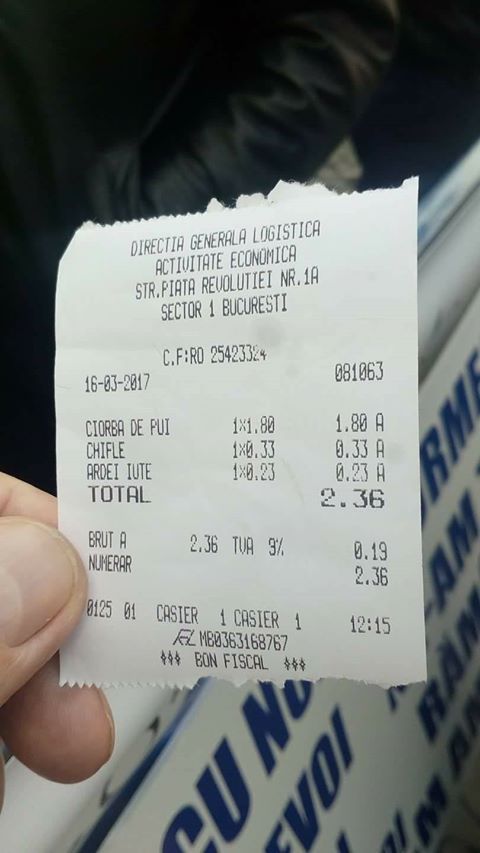 DIRECTIA GENERALA LOGISTICA
ACTIVITATE ECONOMICA
STR.PIATA REVOLUTIEI NR.1A
SECTOR 1 BUCURESTI
C.F:RO 25423324
16-03-2017 081063
CIORBA DE PUI 1x1.80 1.80 A
CHIFLE 1x0.33 0.33 A
ARDEI IUTE 1x0.23 0.23 A
TOTAL 2.36
BRUT A 2.36 TVA 9% 0.19
NUMERAR 2.36
0125 01 CASIER 1 CASIER 1 12:15
MB0363168767
*** BON FISCAL ***
CU NO
EVOI